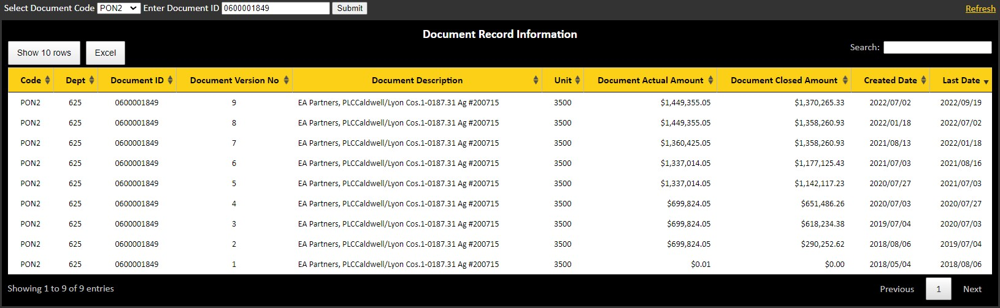 Select Document Code PON2 Enter Document ID 0600001849 Submit Refresh
Document Record Information
Show 10 rows Excel Search:
Code Dept Document ID Document Version No Document Description Unit Document Actual Amount Document Closed Amount Created Date Last Date
PON2 625 0600001849 9 EA Partners, PLCCaldwell/Lyon Cos.1-0187.31 Ag #200715 3500 $1,449,355.05 $1,370,265.33 2022/07/02 2022/09/19
PON2 625 0600001849 8 EA Partners, PLCCaldwell/Lyon Cos.1-0187.31 Ag #200715 3500 $1,449,355.05 $1,358,260.93 2022/01/18 2022/07/02
PON2 625 0600001849 7 EA Partners, PLCCaldwell/Lyon Cos.1-0187.31 Ag #200715 3500 $1,360,425.05 $1,358,260.93 2021/08/13 2022/01/18
PON2 625 0600001849 6 EA Partners, PLCCaldwell/Lyon Cos.1-0187.31 Ag #200715 3500 $1,337,014.05 $1,177,125.43 2021/07/03 2021/08/16
PON2 625 0600001849 5 EA Partners, PLCCaldwell/Lyon Cos.1-0187.31 Ag #200715 3500 $1,337,014.05 $1,142,117.23 2020/07/27 2021/07/03
PON2 625 0600001849 4 EA Partners, PLCCaldwell/Lyon Cos.1-0187.31 Ag #200715 3500 $699,824.05 $651,486.26 2020/07/03 2020/07/27
PON2 625 0600001849 3 EA Partners, PLCCaldwell/Lyon Cos.1-0187.31 Ag #200715 3500 $699,824.05 $618,234.38 2019/07/04 2020/07/03
PON2 625 0600001849 2 EA Partners, PLCCaldwell/Lyon Cos.1-0187.31 Ag #200715 3500 $699,824.05 $290,252.62 2018/08/06 2019/07/04
PON2 625 0600001849 1 EA Partners, PLCCaldwell/Lyon Cos.1-0187.31 Ag #200715 3500 $0.01 $0.00 2018/05/04 2018/08/06
Showing 1 to 9 of 9 entries Previous 1 Next